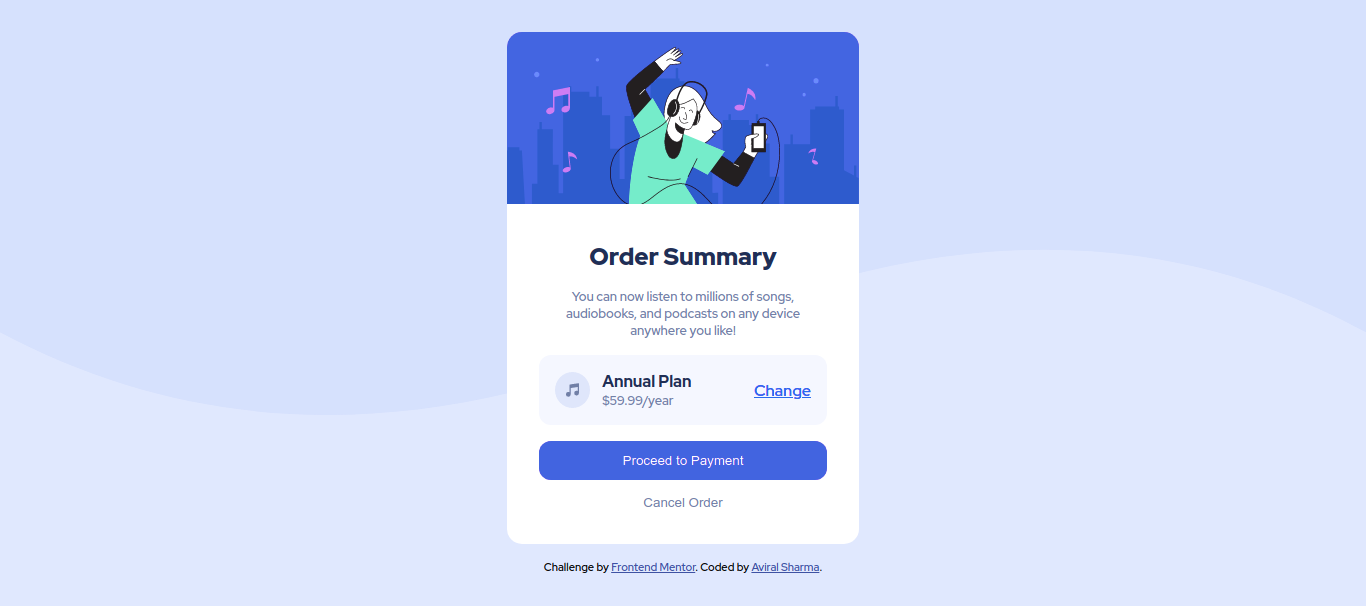 Order Summary
You can now listen to millions of songs,
audiobooks, and podcasts on any device
anywhere you like!
Annual Plan
$59.99/year
Change
Proceed to Payment
Cancel Order
Challenge by Frontend Mentor. Coded by Aviral Sharma.